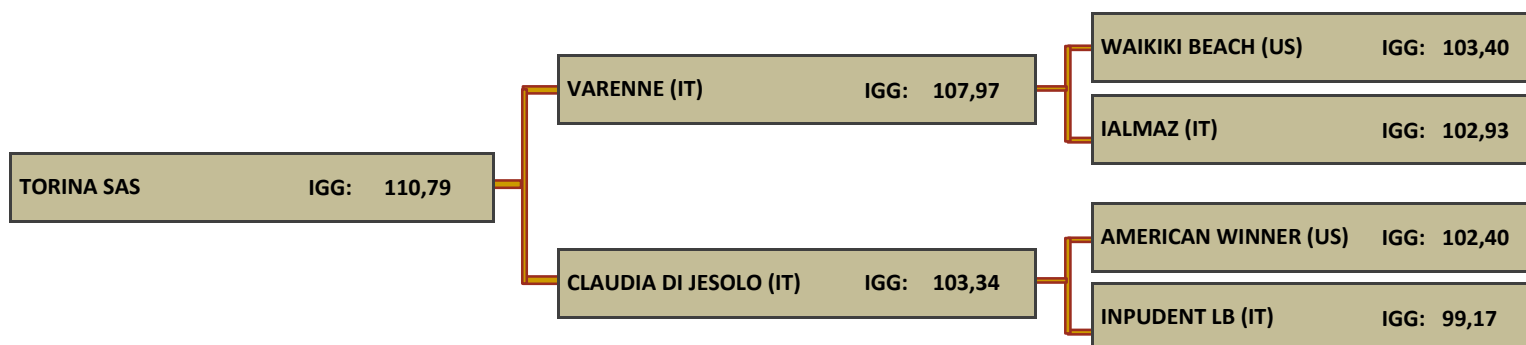 WAIKIKI BEACH (US) IGG: 103,40
VARENNE (IT) IGG: 107,97
IALMAZ (IT) IGG: 102,93
TORINA SAS IGG: 110,79
AMERICAN WINNER (US) IGG: 102,40
CLAUDIA DI JESOLO (IT) IGG: 103,34
INPUDENT LB (IT) IGG: 99,17